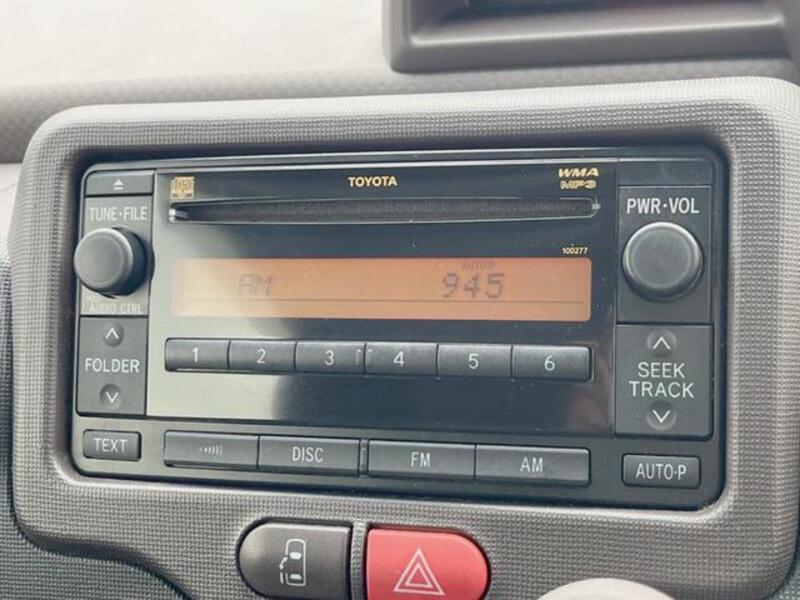 TOYOTA
WMA
MP3
TUNE·FILE
PWR·VOL
100277
AUTO.P
AM 945
AUDIO CTRL
1 2 3 4 5 6
FOLDER
SEEK
TRACK
TEXT
DISC
FM
AM
AUTO·P